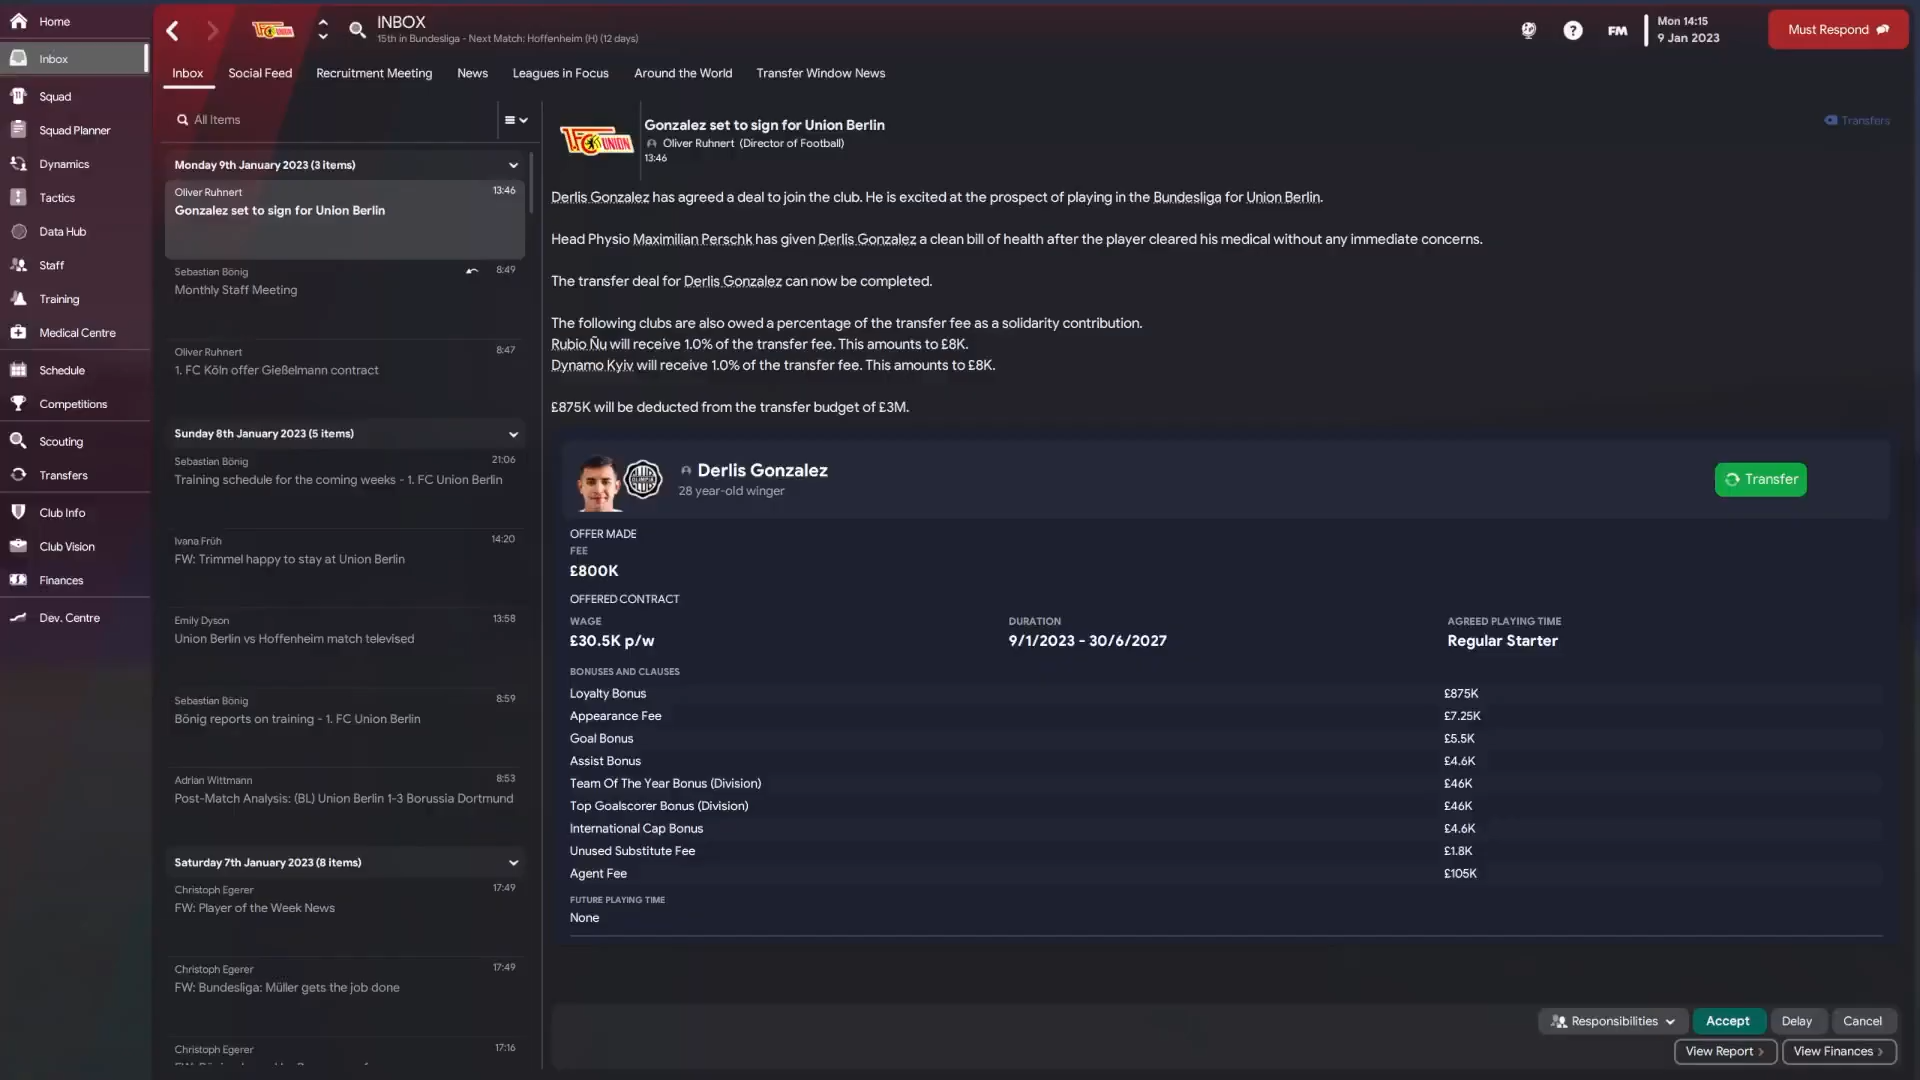 Home
Inbox
Squad
Squad Planner
Dynamics
Tactics
Data Hub
Staff
Training
Medical Centre
Schedule
Competitions
Scouting
Transfers
Club Info
Club Vision
Finances
Dev. Centre
INBOX
15th in Bundesliga - Next Match: Hoffenheim (H) (12 days)
FM
Mon 14:15
9 Jan 2023
Must Respond
Inbox Social Feed Recruitment Meeting News Leagues in Focus Around the World Transfer Window News
All Items
Monday 9th January 2023 (3 items)
Oliver Ruhnert 13:46
Gonzalez set to sign for Union Berlin
Sebastian Bönig 8:49
Monthly Staff Meeting
Oliver Ruhnert 8:47
1. FC Köln offer Gießelmann contract
Sunday 8th January 2023 (5 items)
Sebastian Bönig 21:06
Training schedule for the coming weeks - 1. FC Union Berlin
Ivana Früh 14:20
FW: Trimmel happy to stay at Union Berlin
Emily Dyson 13:58
Union Berlin vs Hoffenheim match televised
Sebastian Bönig 8:59
Bönig reports on training - 1. FC Union Berlin
Adrian Wittmann 8:53
Post-Match Analysis: (BL) Union Berlin 1-3 Borussia Dortmund
Saturday 7th January 2023 (8 items)
Christoph Egerer 17:49
FW: Player of the Week News
Christoph Egerer 17:49
FW: Bundesliga: Müller gets the job done
Christoph Egerer 17:16
1.FC UNION
Gonzalez set to sign for Union Berlin
Oliver Ruhnert (Director of Football)
13:46
Transfers
Derlis Gonzalez has agreed a deal to join the club. He is excited at the prospect of playing in the Bundesliga for Union Berlin.
Head Physio Maximilian Perschk has given Derlis Gonzalez a clean bill of health after the player cleared his medical without any immediate concerns.
The transfer deal for Derlis Gonzalez can now be completed.
The following clubs are also owed a percentage of the transfer fee as a solidarity contribution.
Rubio Ñu will receive 1.0% of the transfer fee. This amounts to £8K.
Dynamo Kyiv will receive 1.0% of the transfer fee. This amounts to £8K.
£875K will be deducted from the transfer budget of £3M.
OLIMPIA
Derlis Gonzalez
28 year-old winger
Transfer
OFFER MADE
FEE
£800K
OFFERED CONTRACT
WAGE DURATION AGREED PLAYING TIME
£30.5K p/w 9/1/2023 - 30/6/2027 Regular Starter
BONUSES AND CLAUSES
Loyalty Bonus £875K
Appearance Fee £7.25K
Goal Bonus £5.5K
Assist Bonus £4.6K
Team Of The Year Bonus (Division) £46K
Top Goalscorer Bonus (Division) £46K
International Cap Bonus £4.6K
Unused Substitute Fee £1.8K
Agent Fee £105K
FUTURE PLAYING TIME
None
Responsibilities Accept Delay Cancel
View Report View Finances